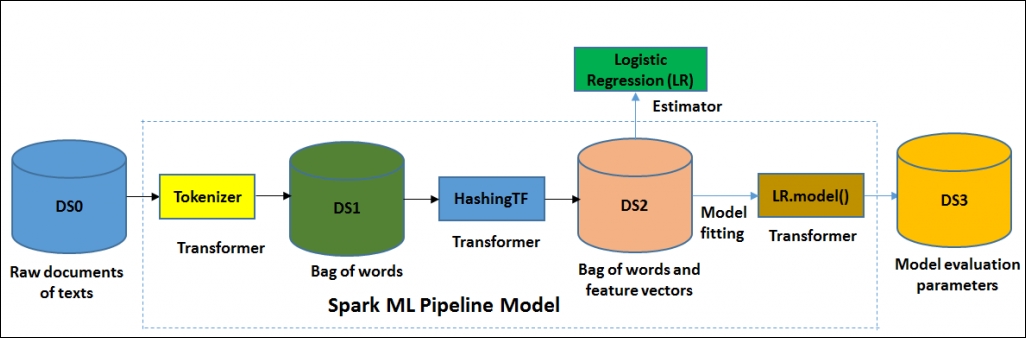 Logistic
Regression (LR)
Estimator
DS0
Tokenizer
DS1
HashingTF
DS2
Model
fitting
LR.model()
DS3
Transformer
Transformer
Transformer
Raw documents
of texts
Bag of words
Bag of words and
feature vectors
Model evaluation
parameters
Spark ML Pipeline Model